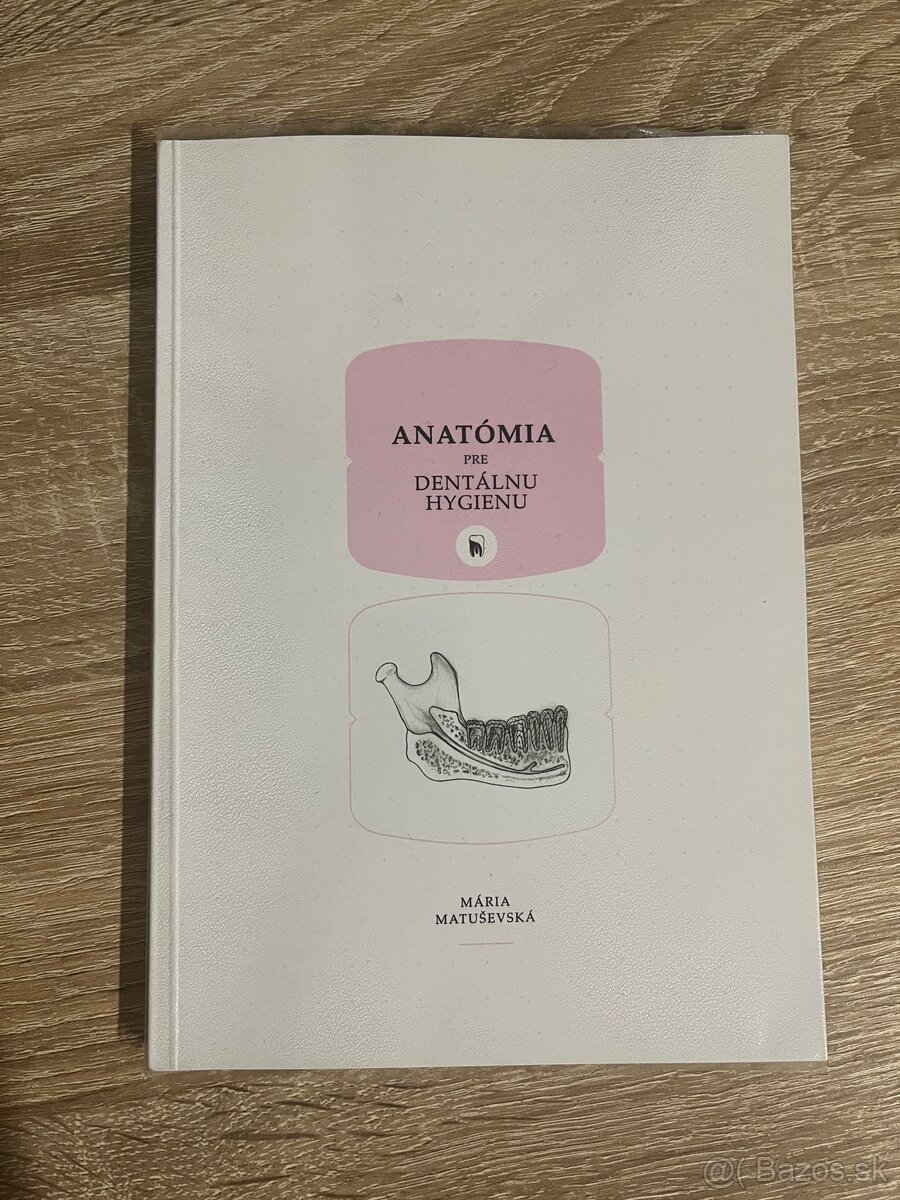 ANATÓMIA
PRE
DENTÁLNU
HYGIENU
MÁRIA
MATUŠEVSKÁ
@( Bazos.sk